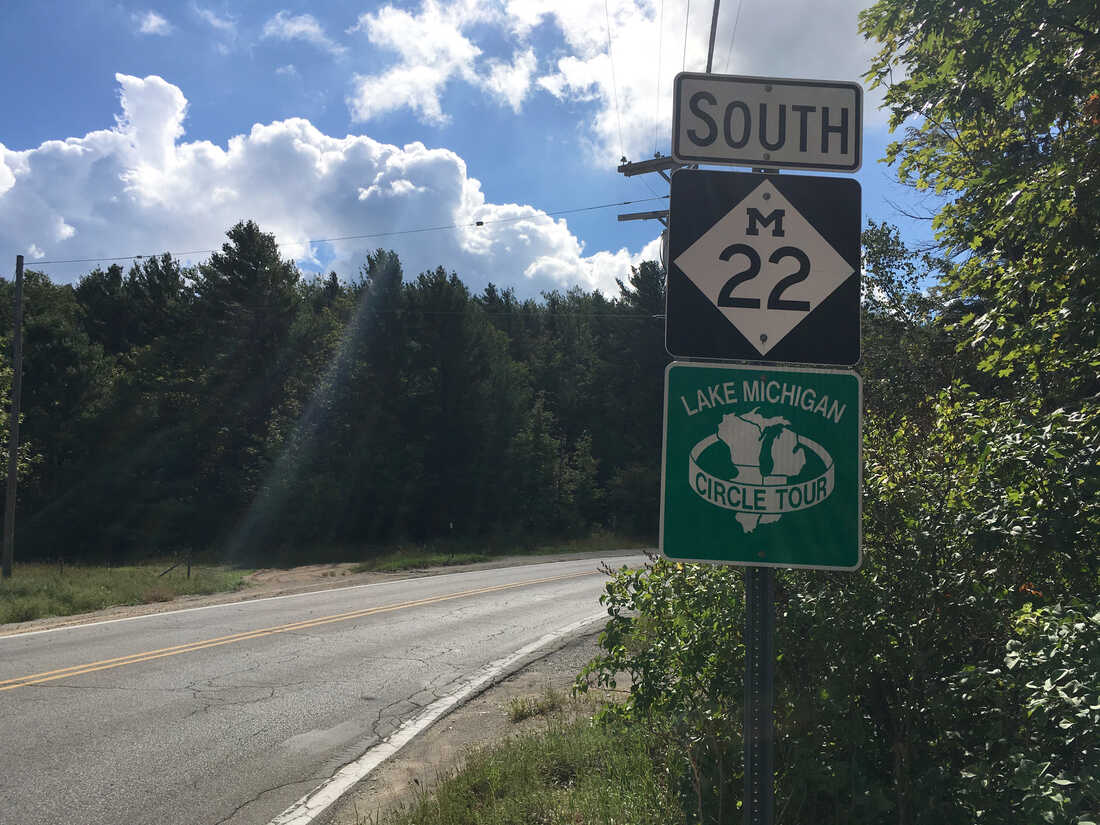 SOUTH
M
22
LAKE MICHIGAN
CIRCLE TOUR